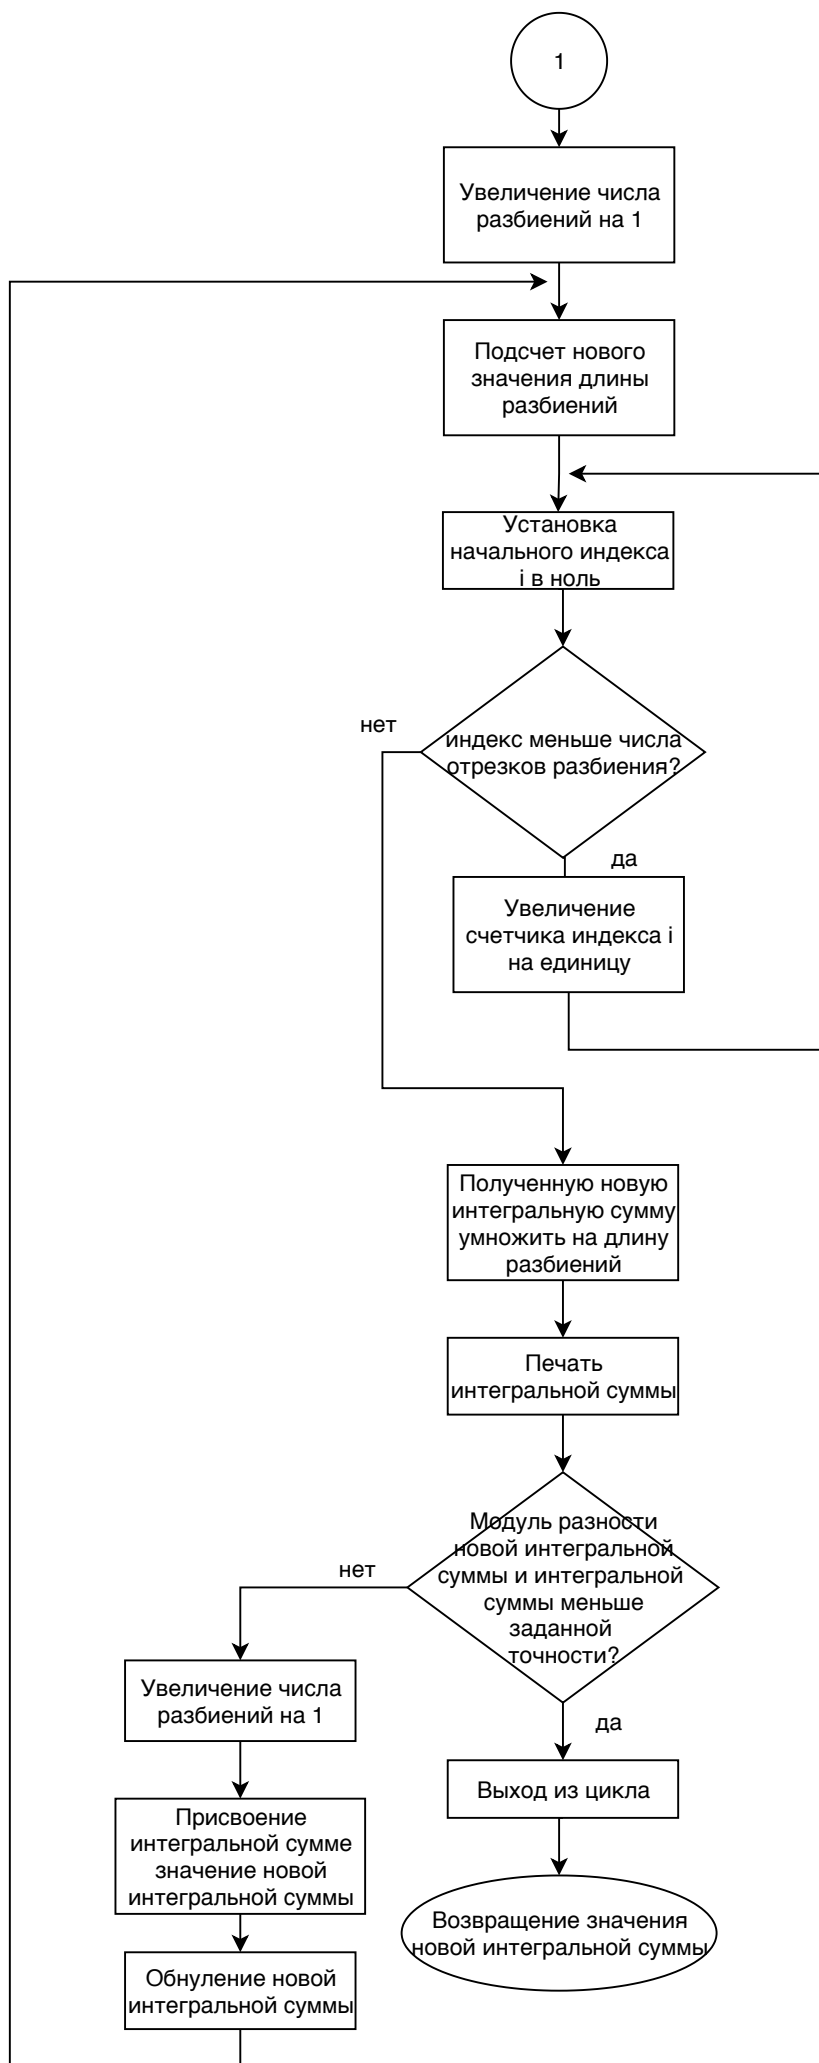 1
Увеличение числа
разбиений на 1
Подсчет нового
значения длины
разбиений
Установка
начального индекса
i в ноль
нет
индекс меньше числа
отрезков разбиения?
да
Увеличение
счетчика индекса i
на единицу
Полученную новую
интегральную сумму
умножить на длину
разбиений
Печать
интегральной суммы
Модуль разности
новой интегральной
суммы и интегральной
суммы меньше
заданной
точности?
нет
да
Увеличение числа
разбиений на 1
Выход из цикла
Присвоение
интегральной сумме
значение новой
интегральной суммы
Возвращение значения
новой интегральной суммы
Обнуление новой
интегральной суммы